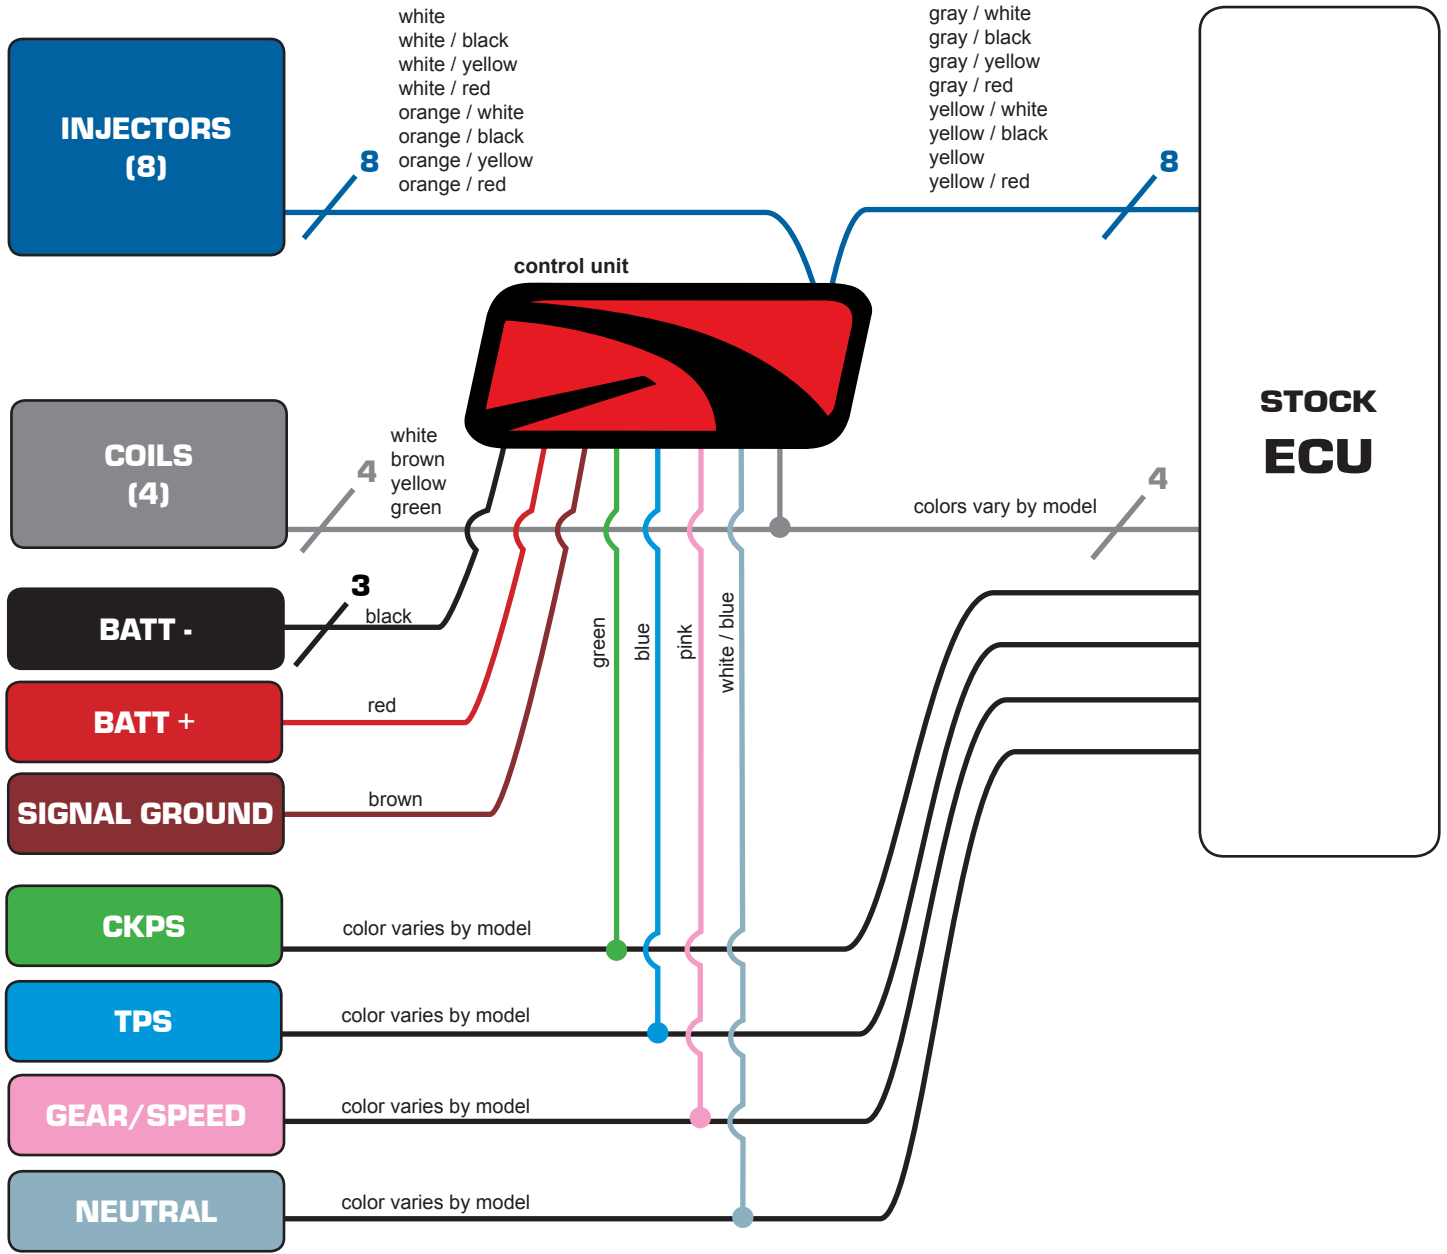 white
white / black
white / yellow
white / red
orange / white
orange / black
orange / yellow
orange / red
8
gray / white
gray / black
gray / yellow
gray / red
yellow / white
yellow / black
yellow
yellow / red
8
INJECTORS
(8)
control unit
STOCK
ECU
COILS
(4)
4
white
brown
yellow
green
colors vary by model
4
BATT -
3
black
BATT +
red
SIGNAL GROUND
brown
green
blue
pink
white / blue
CKPS
color varies by model
TPS
color varies by model
GEAR/SPEED
color varies by model
NEUTRAL
color varies by model